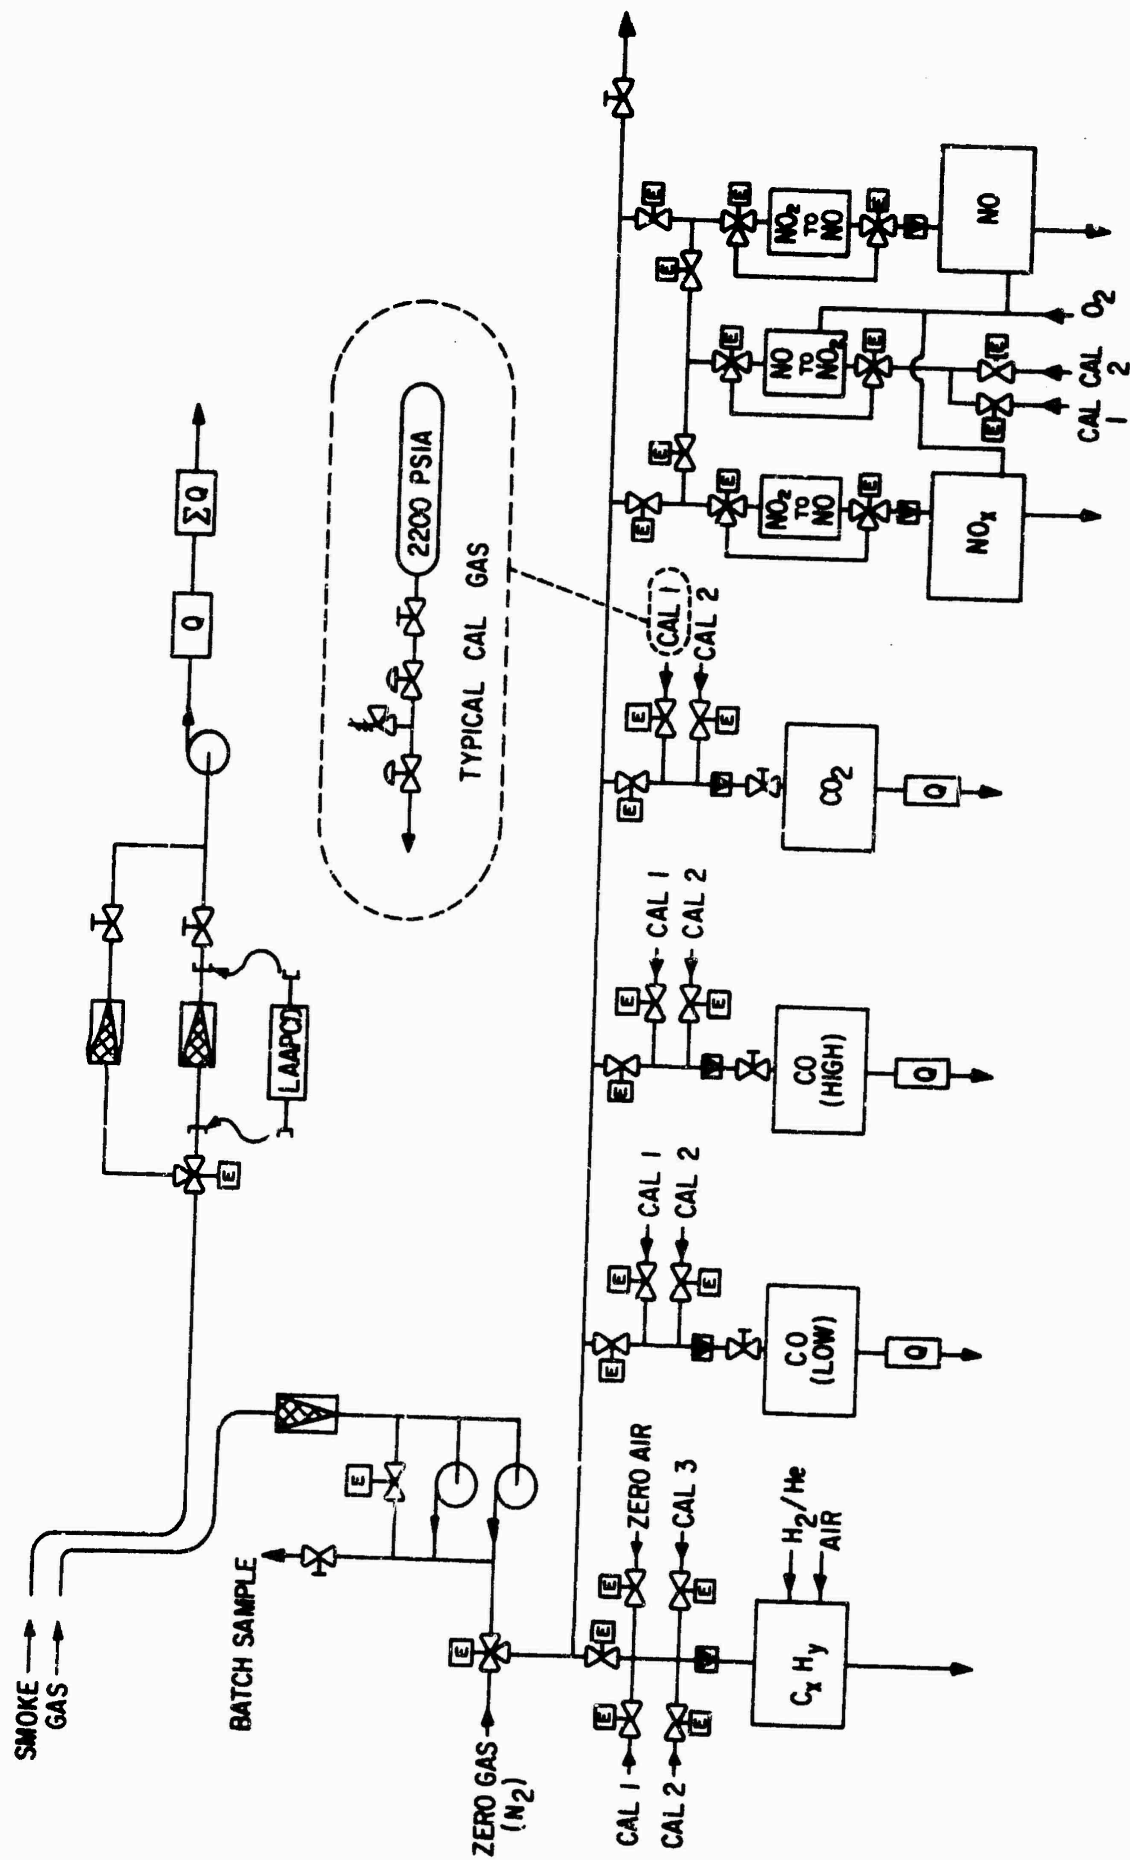 SMOKE
GAS
E
LAAPCD
Q
ΣQ
BATCH SAMPLE
E
E
ZERO GAS
(N2)
2200 PSIA
TYPICAL CAL GAS
E
CAL 1
E
E
ZERO AIR
CAL 2
E
E
CAL 3
V
CxHy
H2/He
AIR
E
E
CAL 1
E
CAL 2
V
CO
(LOW)
Q
E
E
CAL 1
E
CAL 2
V
CO
(HIGH)
Q
E
E
CAL 1
E
CAL 2
V
CO2
Q
E
E
E
NO2
TO
NO
E
V
NOx
E
NO
TO
NO2
E
E
CAL
1
E
CAL
2
O2
E
E
E
NO2
TO
NO
E
V
NO